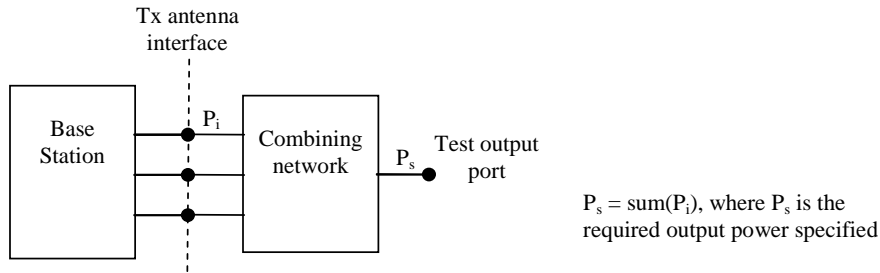 Tx antenna
interface
Base
Station
P_i
Combining
network
P_s
Test output
port
P_s = sum(P_i), where P_s is the
required output power specified